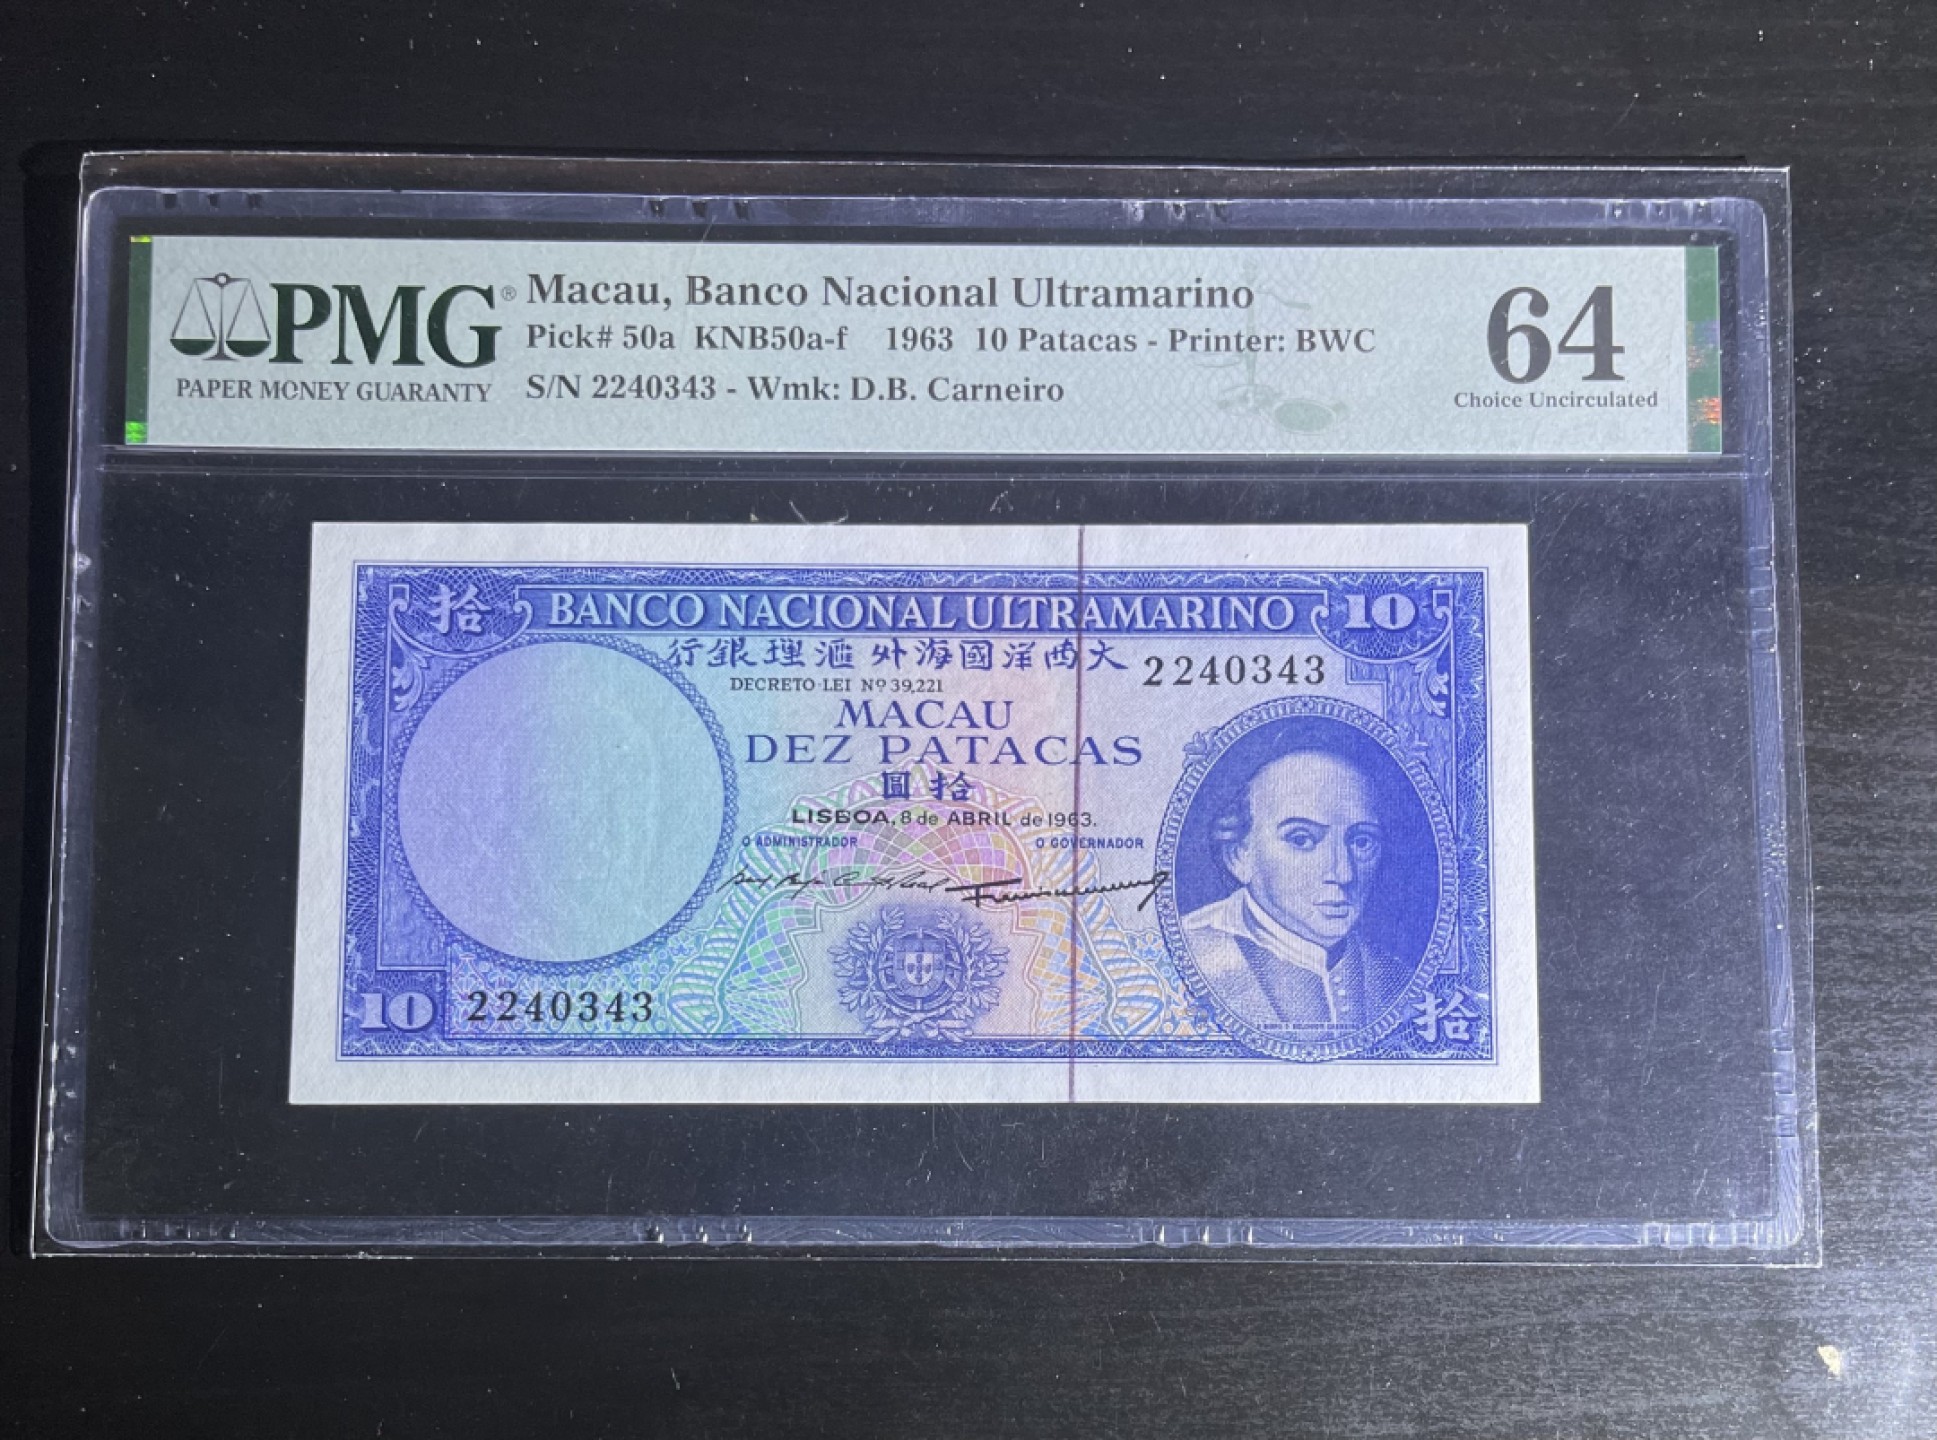 PMG®
PAPER MONEY GUARANTY
Macau, Banco Nacional Ultramarino
Pick# 50a KNB50a-f 1963 10 Patacas - Printer: BWC
S/N 2240343 - Wmk: D.B. Carneiro
64
Choice Uncirculated
拾 BANCO NACIONAL ULTRAMARINO 10
行銀理滙外海國洋西大
2240343
DECRETO-LEI Nº 39,221
MACAU
DEZ PATACAS
圓拾
LISBOA, 8 de ABRIL de 1963.
O ADMINISTRADOR O GOVERNADOR
10 2240343
拾